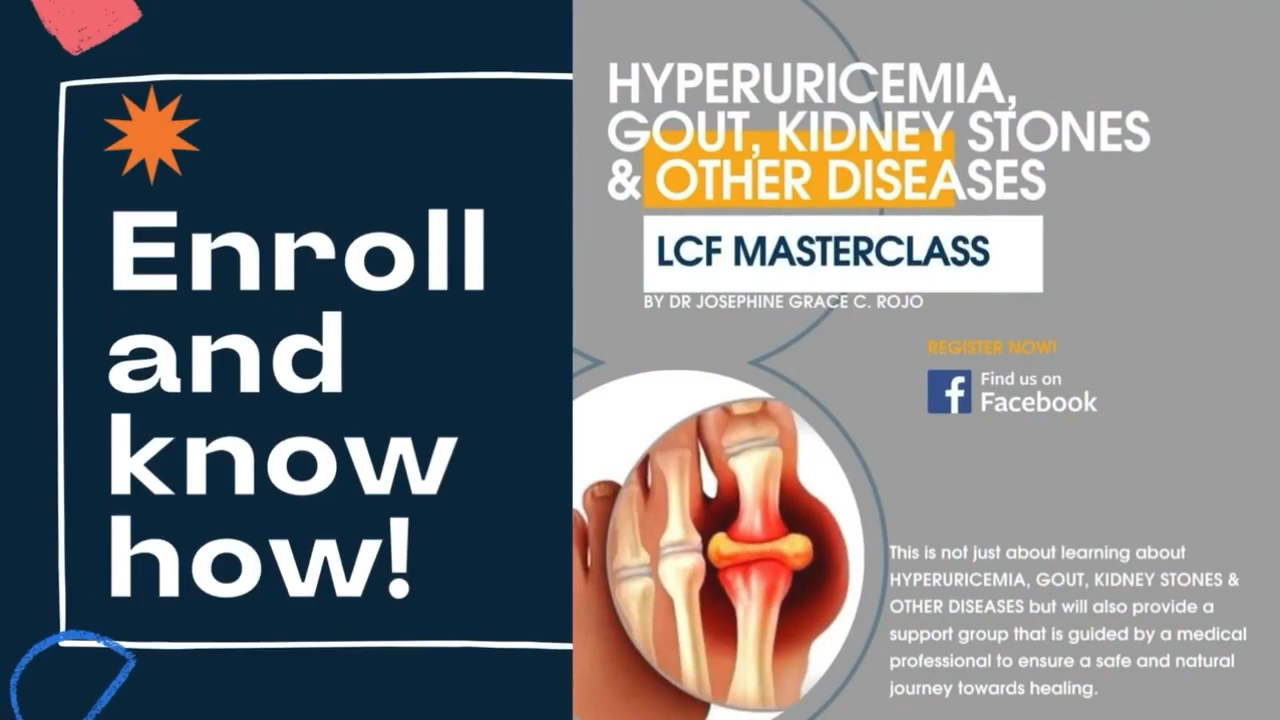 Enroll
and
know
how!
HYPERURICEMIA,
GOUT, KIDNEY STONES
& OTHER DISEASES
LCF MASTERCLASS
BY DR JOSEPHINE GRACE C. ROJO
REGISTER NOW!
f
Find us on
Facebook
This is not just about learning about
HYPERURICEMIA, GOUT, KIDNEY STONES &
OTHER DISEASES but will also provide a
support group that is guided by a medical
professional to ensure a safe and natural
journey towards healing.